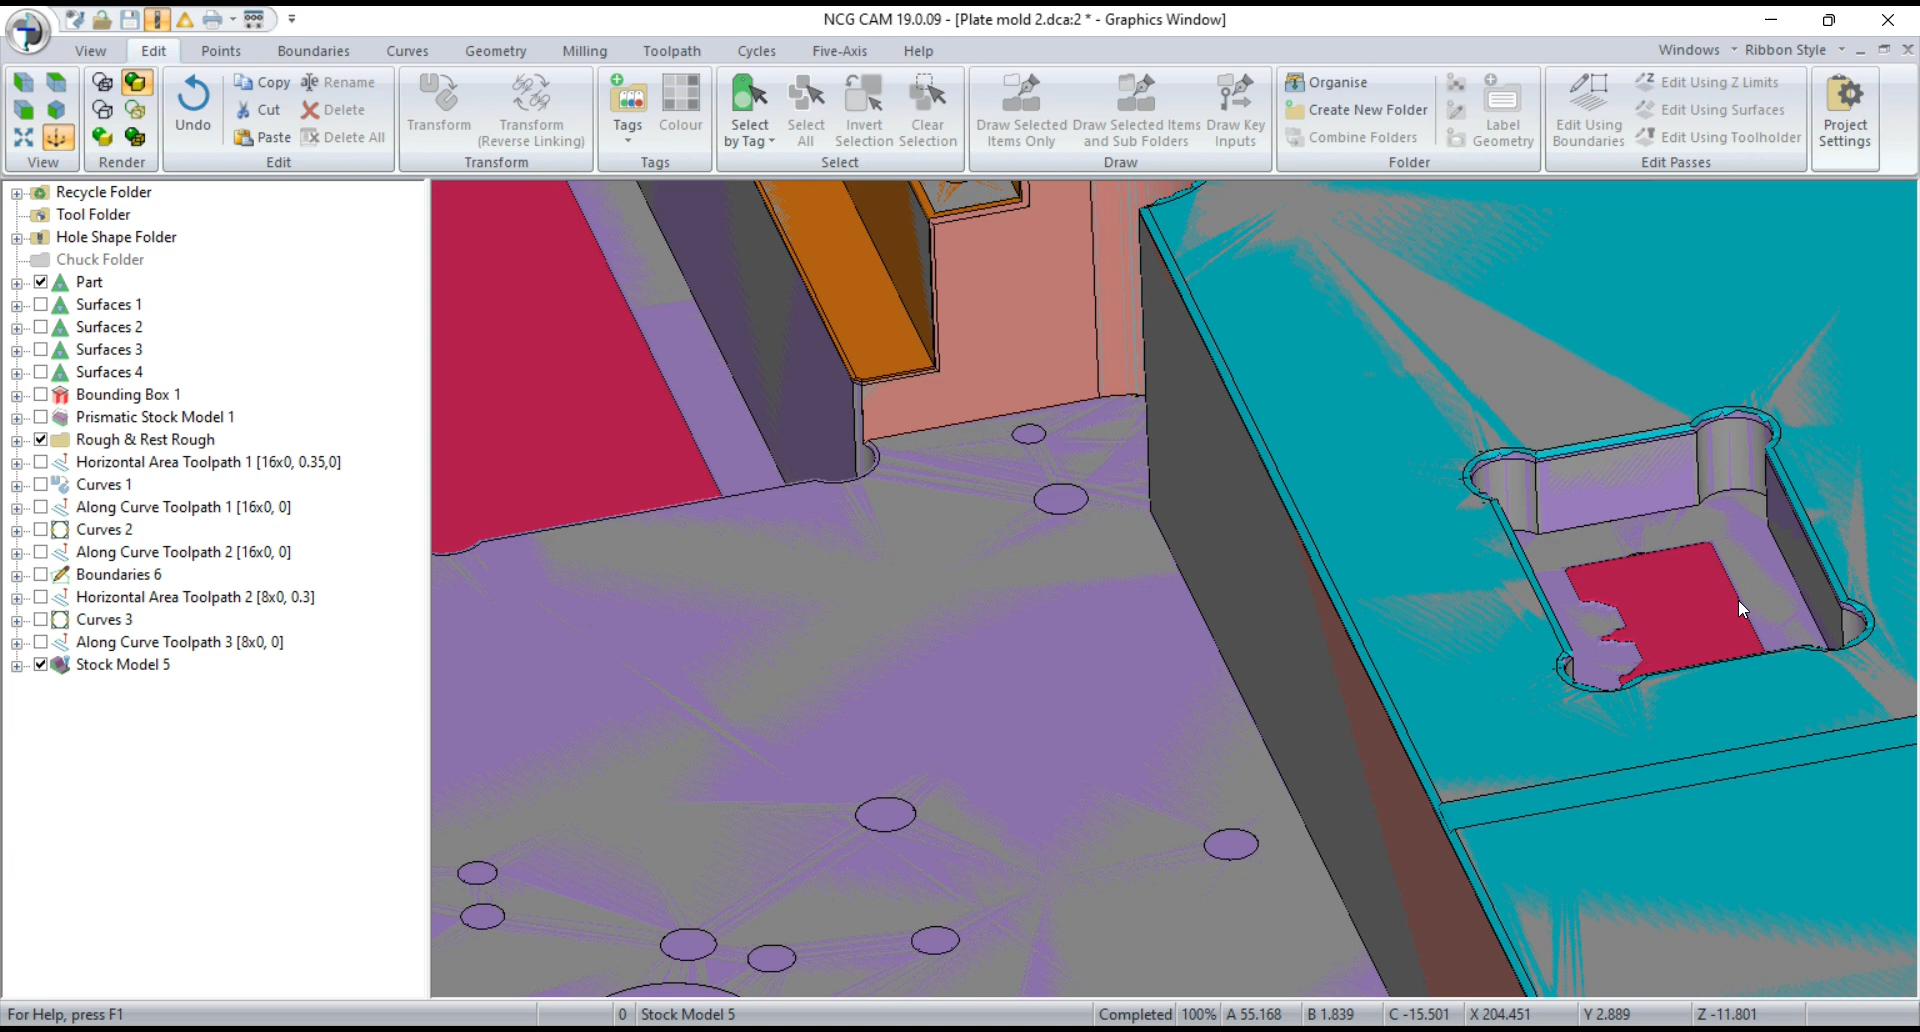 NCG CAM 19.0.09 - [Plate mold 2.dca:2 * - Graphics Window]
View Edit Points Boundaries Curves Geometry Milling Toolpath Cycles Five-Axis Help Windows Ribbon Style
Undo Copy Rename
Cut Delete
Paste Delete All
Transform Transform (Reverse Linking)
Tags Colour
Select by Tag Select All Invert Selection Clear Selection
Draw Selected Items Only Draw Selected Items and Sub Folders Draw Key Inputs
Organise
Create New Folder
Combine Folders
Label Geometry
Edit Using Boundaries
Edit Using Z Limits
Edit Using Surfaces
Edit Using Toolholder
Project Settings
View Render Edit Transform Tags Select Draw Folder Edit Passes
Recycle Folder
Tool Folder
Hole Shape Folder
Chuck Folder
Part
Surfaces 1
Surfaces 2
Surfaces 3
Surfaces 4
Bounding Box 1
Prismatic Stock Model 1
Rough & Rest Rough
Horizontal Area Toolpath 1 [16x0, 0.35,0]
Curves 1
Along Curve Toolpath 1 [16x0, 0]
Curves 2
Along Curve Toolpath 2 [16x0, 0]
Boundaries 6
Horizontal Area Toolpath 2 [8x0, 0.3]
Curves 3
Along Curve Toolpath 3 [8x0, 0]
Stock Model 5
For Help, press F1 0 Stock Model 5 Completed 100% A 55.168 B 1.839 C -15.501 X 204.451 Y 2.889 Z -11.801